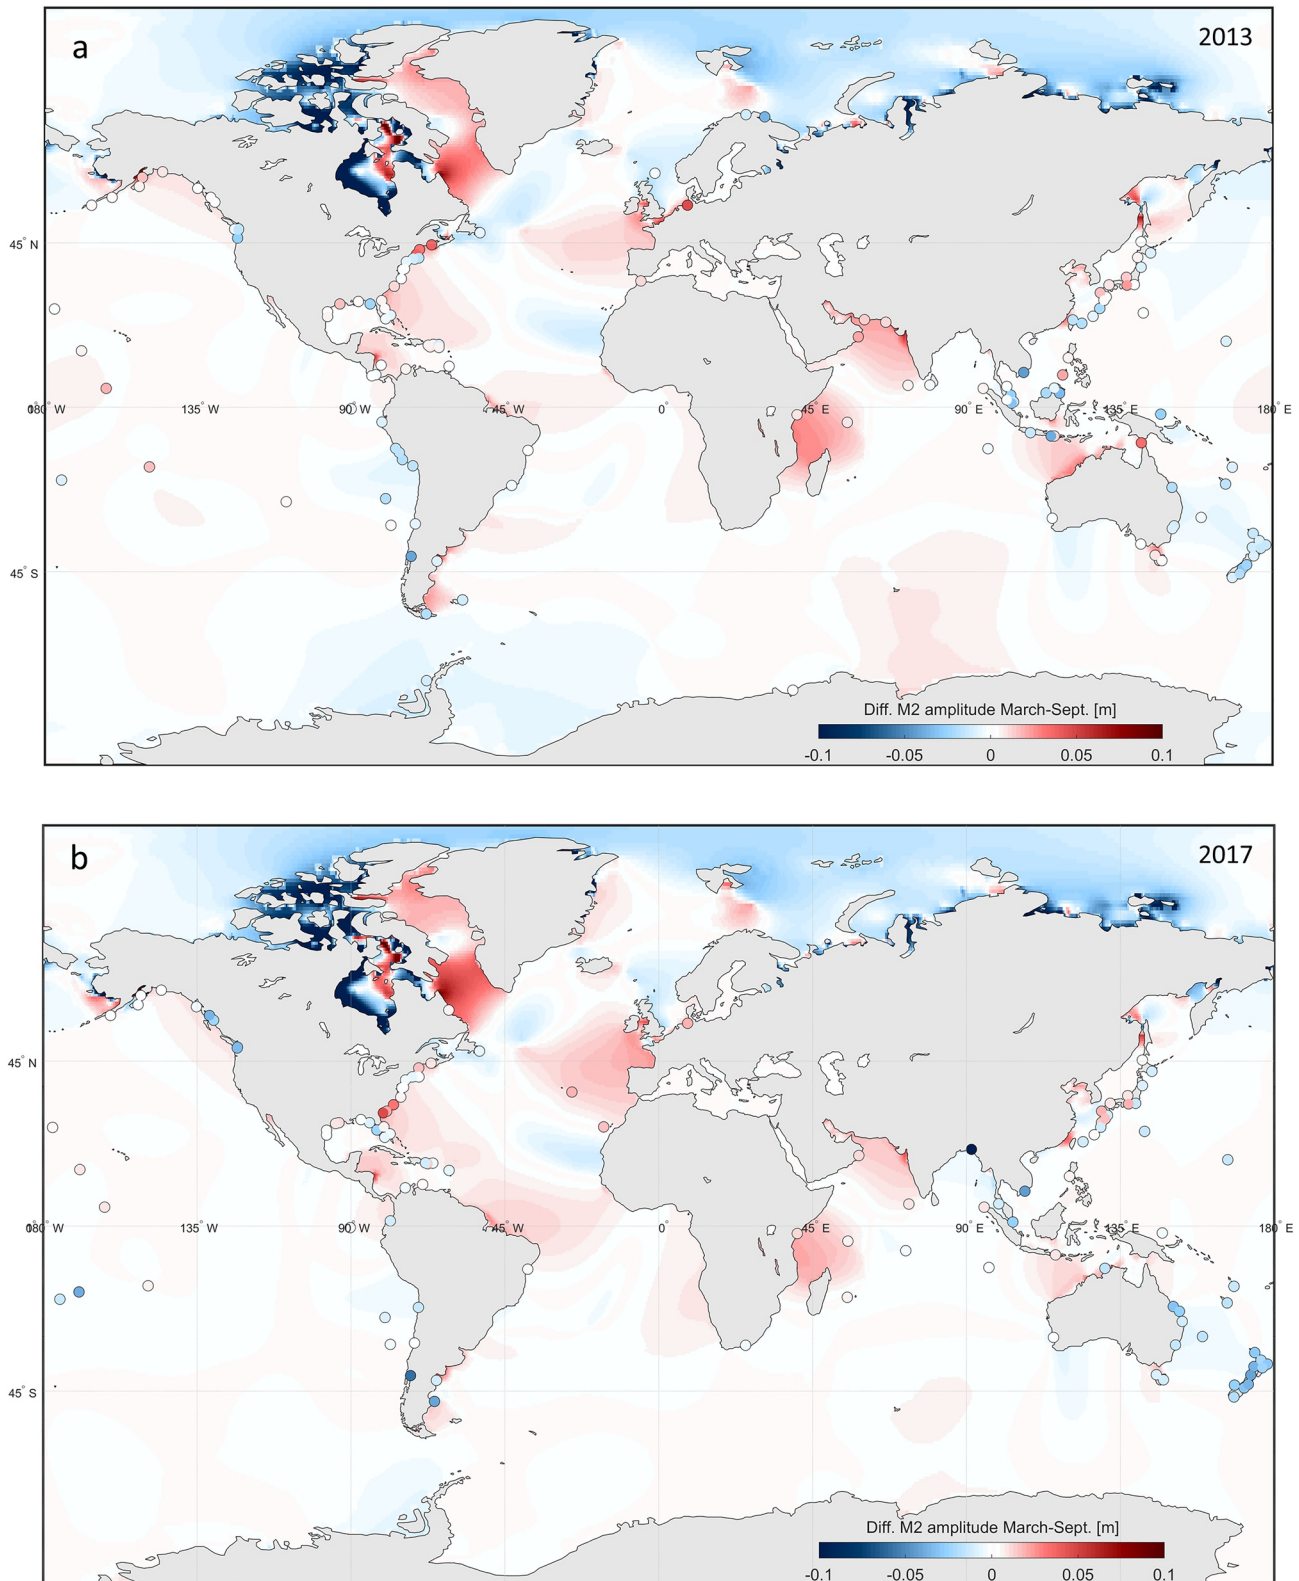 a
2013
45° N
180° W
135° W
90° W
45° W
0°
45° E
90° E
135° E
180° E
45° S
Diff. M2 amplitude March-Sept. [m]
-0.1 -0.05 0 0.05 0.1
b
2017
45° N
180° W
135° W
90° W
45° W
0°
45° E
90° E
135° E
180° E
45° S
Diff. M2 amplitude March-Sept. [m]
-0.1 -0.05 0 0.05 0.1